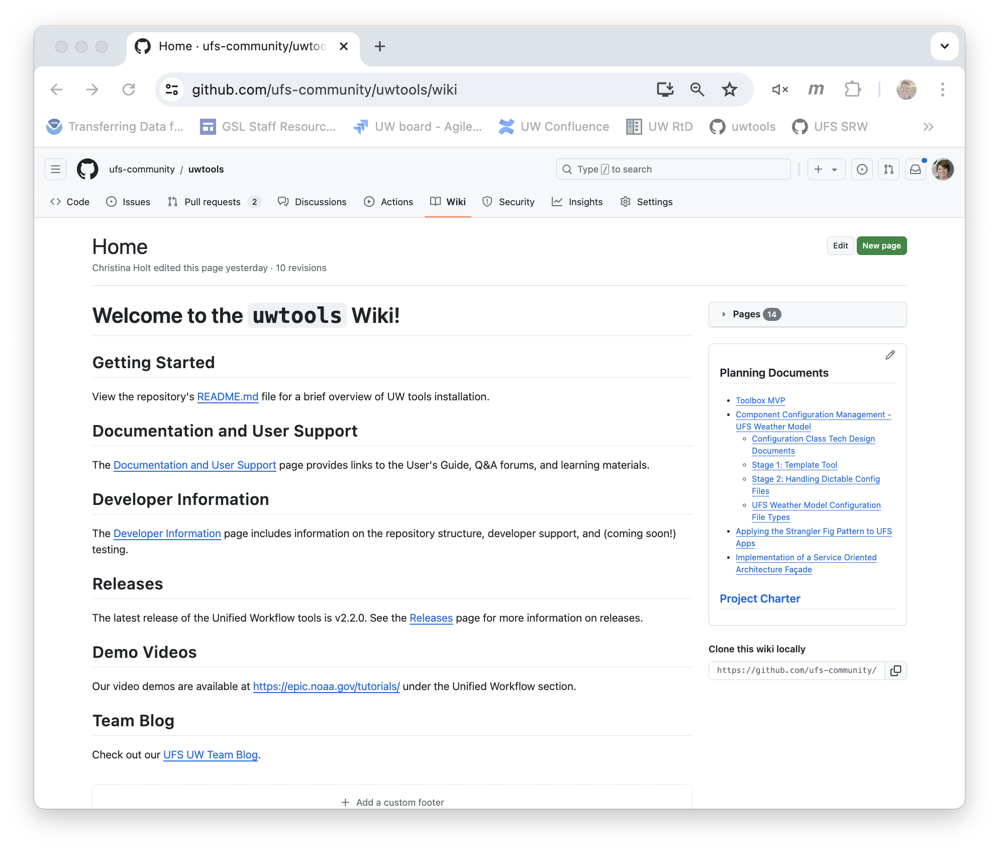 Home · ufs-community/uwtoo
github.com/ufs-community/uwtools/wiki
m
Transferring Data f... GSL Staff Resourc... UW board - Agile... UW Confluence UW RtD uwtools UFS SRW
ufs-community / uwtools Type / to search
Code Issues Pull requests 2 Discussions Actions Wiki Security Insights Settings
Home
Edit New page
Christina Holt edited this page yesterday · 10 revisions
Welcome to the uwtools Wiki!
Getting Started
View the repository's README.md file for a brief overview of UW tools installation.
Documentation and User Support
The Documentation and User Support page provides links to the User's Guide, Q&A forums, and learning materials.
Developer Information
The Developer Information page includes information on the repository structure, developer support, and (coming soon!)
testing.
Releases
The latest release of the Unified Workflow tools is v2.2.0. See the Releases page for more information on releases.
Demo Videos
Our video demos are available at https://epic.noaa.gov/tutorials/ under the Unified Workflow section.
Team Blog
Check out our UFS UW Team Blog.
Add a custom footer
Pages 14
Planning Documents
Toolbox MVP
Component Configuration Management -
UFS Weather Model
Configuration Class Tech Design
Documents
Stage 1: Template Tool
Stage 2: Handling Dictable Config
Files
UFS Weather Model Configuration
File Types
Applying the Strangler Fig Pattern to UFS
Apps
Implementation of a Service Oriented
Architecture Façade
Project Charter
Clone this wiki locally
https://github.com/ufs-community/